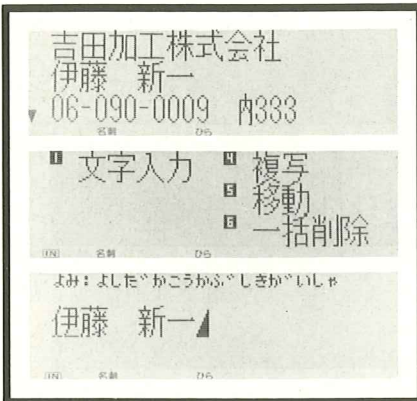 吉田加工株式会社
伊藤　新一
▼ 06-090-0009　内333
名刺　ひら
1 文字入力　4 複写
5 移動
6 一括削除
IN　名刺　ひら
よみ：よしだかこうかぶしきがいしゃ
伊藤　新一
IN　名刺　ひら